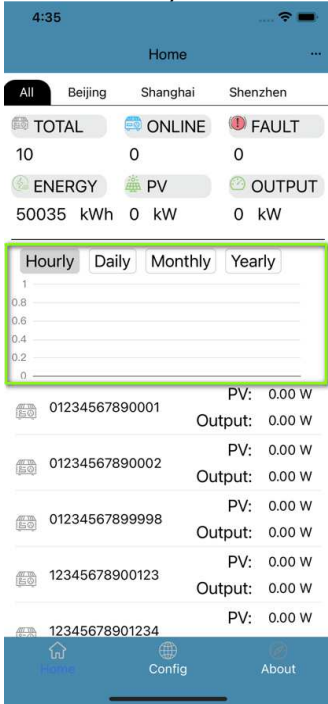 4:35
Home
...
All Beijing Shanghai Shenzhen
TOTAL ONLINE FAULT
10 0 0
ENERGY PV OUTPUT
50035 kWh 0 kW 0 kW
Hourly Daily Monthly Yearly
1
0.8
0.6
0.4
0.2
0
01234567890001 PV: 0.00 W
Output: 0.00 W
01234567890002 PV: 0.00 W
Output: 0.00 W
01234567899998 PV: 0.00 W
Output: 0.00 W
12345678900123 PV: 0.00 W
Output: 0.00 W
12345678901234 PV: 0.00 W
Home Config About